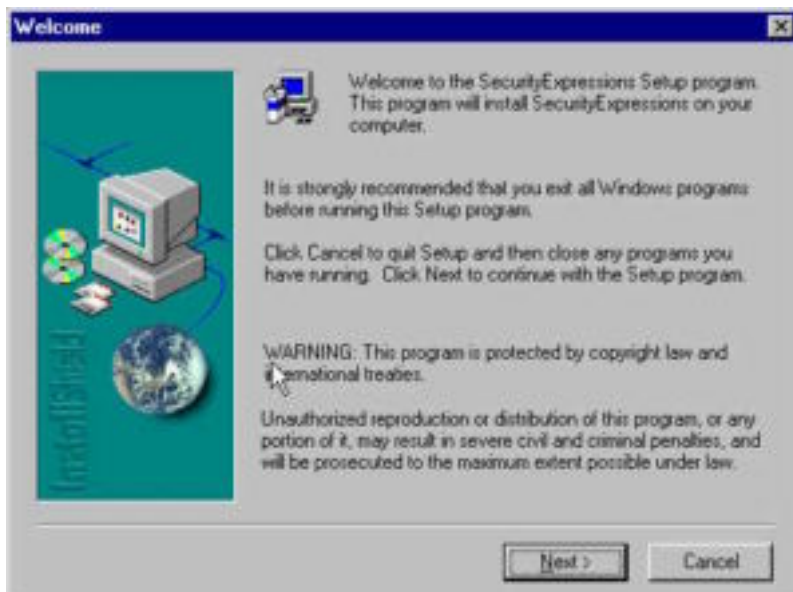 Welcome
Welcome to the SecurityExpressions Setup program.
This program will install SecurityExpressions on your
computer.
It is strongly recommended that you exit all Windows programs
before running this Setup program.
Click Cancel to quit Setup and then close any programs you
have running. Click Next to continue with the Setup program.
WARNING: This program is protected by copyright law and
international treaties.
Unauthorized reproduction or distribution of this program, or any
portion of it, may result in severe civil and criminal penalties, and
will be prosecuted to the maximum extent possible under law.
InstallShield
Next >
Cancel